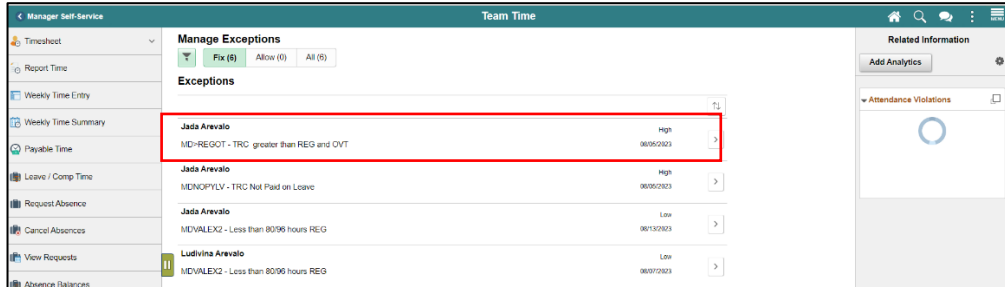 Manager Self-Service
Team Time
MENU
Timesheet
Report Time
Weekly Time Entry
Weekly Time Summary
Payable Time
Leave / Comp Time
Request Absence
Cancel Absences
View Requests
Absence Balances
Manage Exceptions
Fix (6) Allow (0) All (6)
Exceptions
Jada Arevalo High
MD>REGOT - TRC greater than REG and OVT 08/05/2023
Jada Arevalo High
MDNOPYLV - TRC Not Paid on Leave 08/08/2023
Jada Arevalo Low
MDVALEX2 - Less than 80/96 hours REG 08/13/2023
Ludivina Arevalo Low
MDVALEX2 - Less than 80/96 hours REG 08/07/2023
Related Information
Add Analytics
Attendance Violations